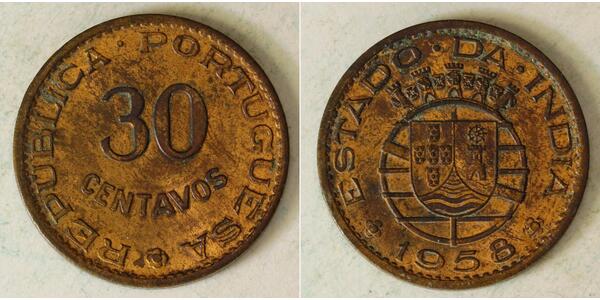 REPUBLICA · PORTUGUESA
30
CENTAVOS
ESTADO · DA · INDIA
1958